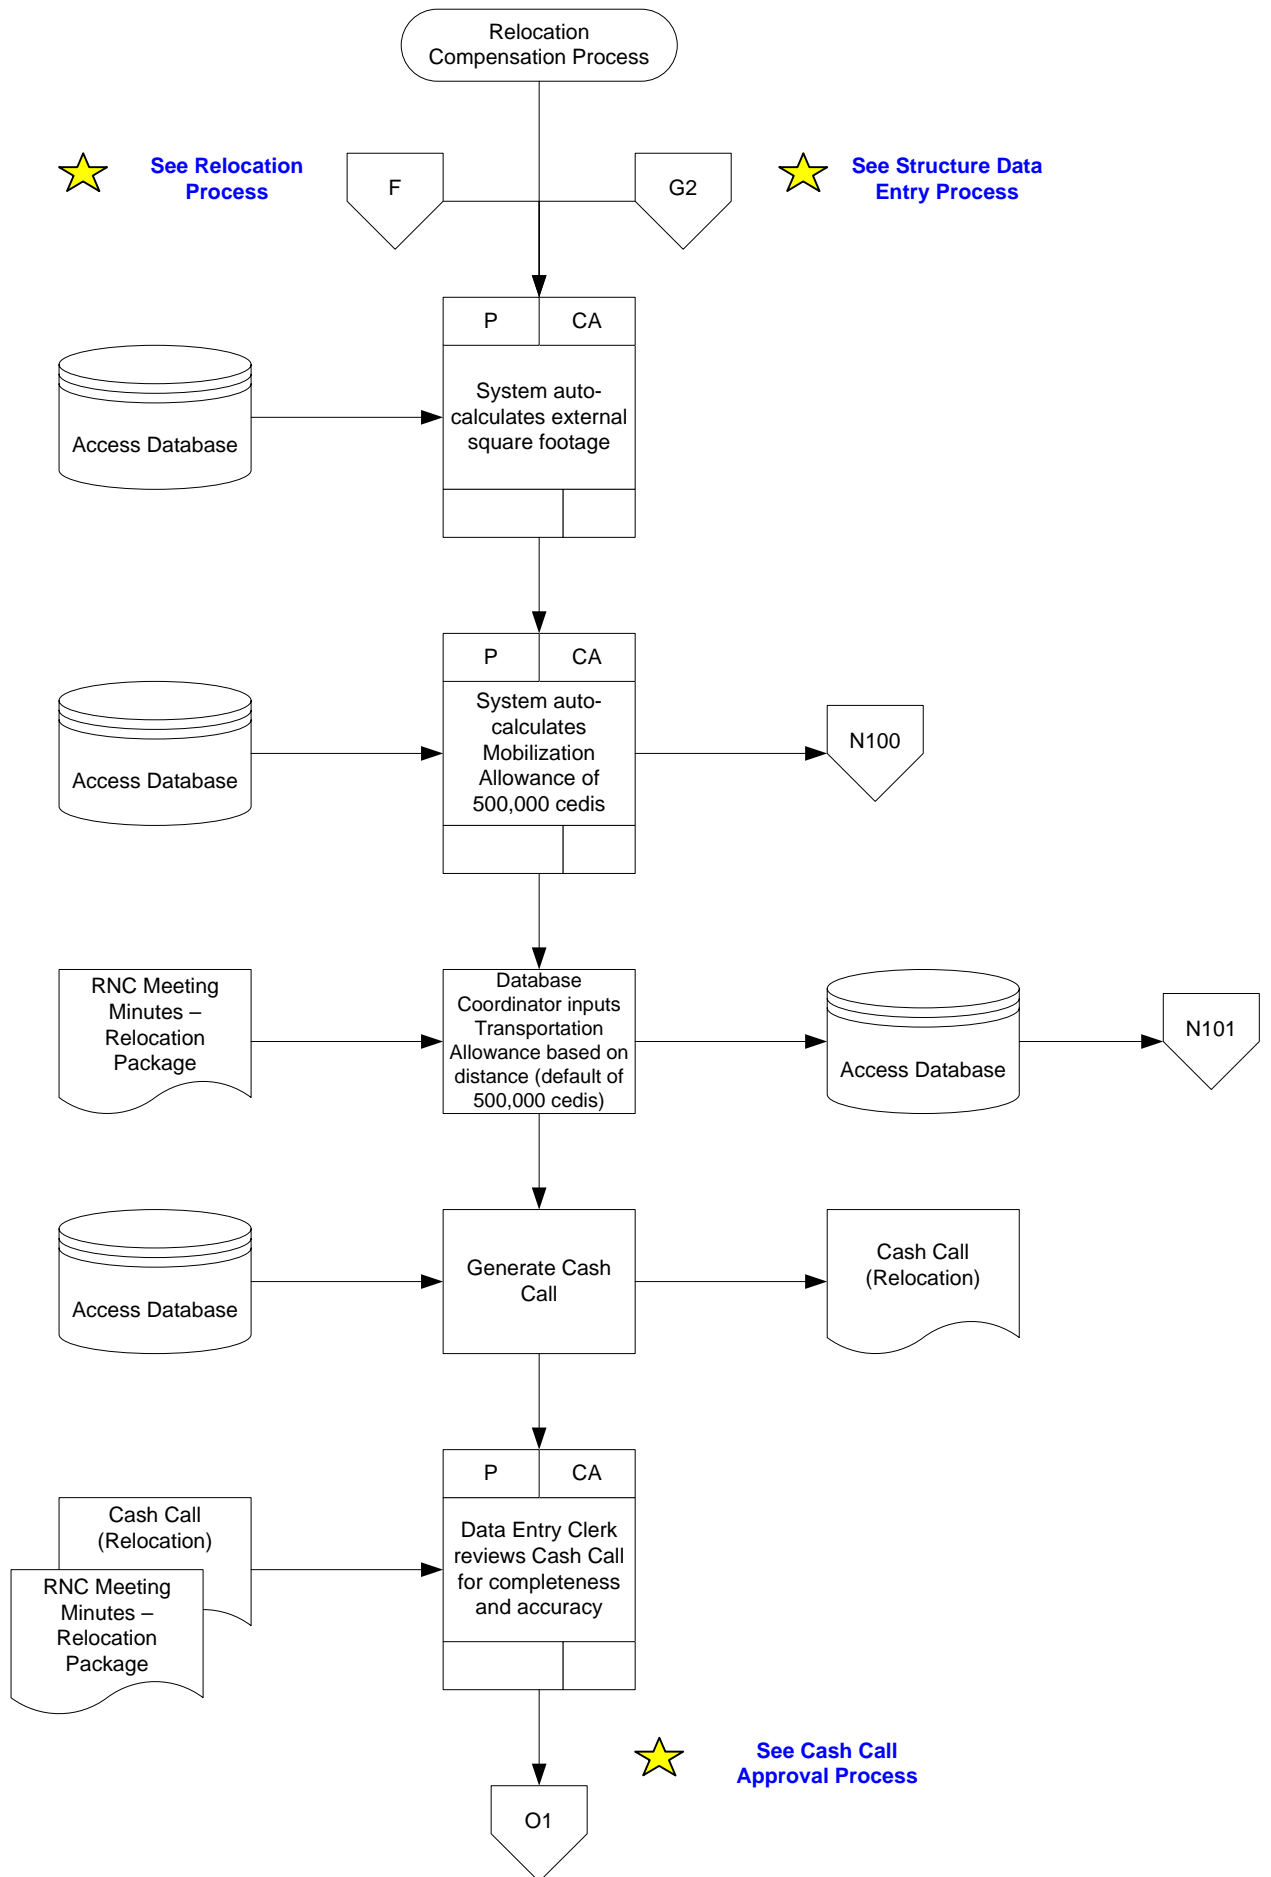 Relocation
Compensation Process
See Relocation
Process
F
G2
See Structure Data
Entry Process
P
CA
Access Database
System auto-
calculates external
square footage
P
CA
Access Database
System auto-
calculates
Mobilization
Allowance of
500,000 cedis
N100
RNC Meeting
Minutes –
Relocation
Package
Database
Coordinator inputs
Transportation
Allowance based on
distance (default of
500,000 cedis)
Access Database
N101
Access Database
Generate Cash
Call
Cash Call
(Relocation)
P
CA
Cash Call
(Relocation)
RNC Meeting
Minutes –
Relocation
Package
Data Entry Clerk
reviews Cash Call
for completeness
and accuracy
See Cash Call
Approval Process
O1